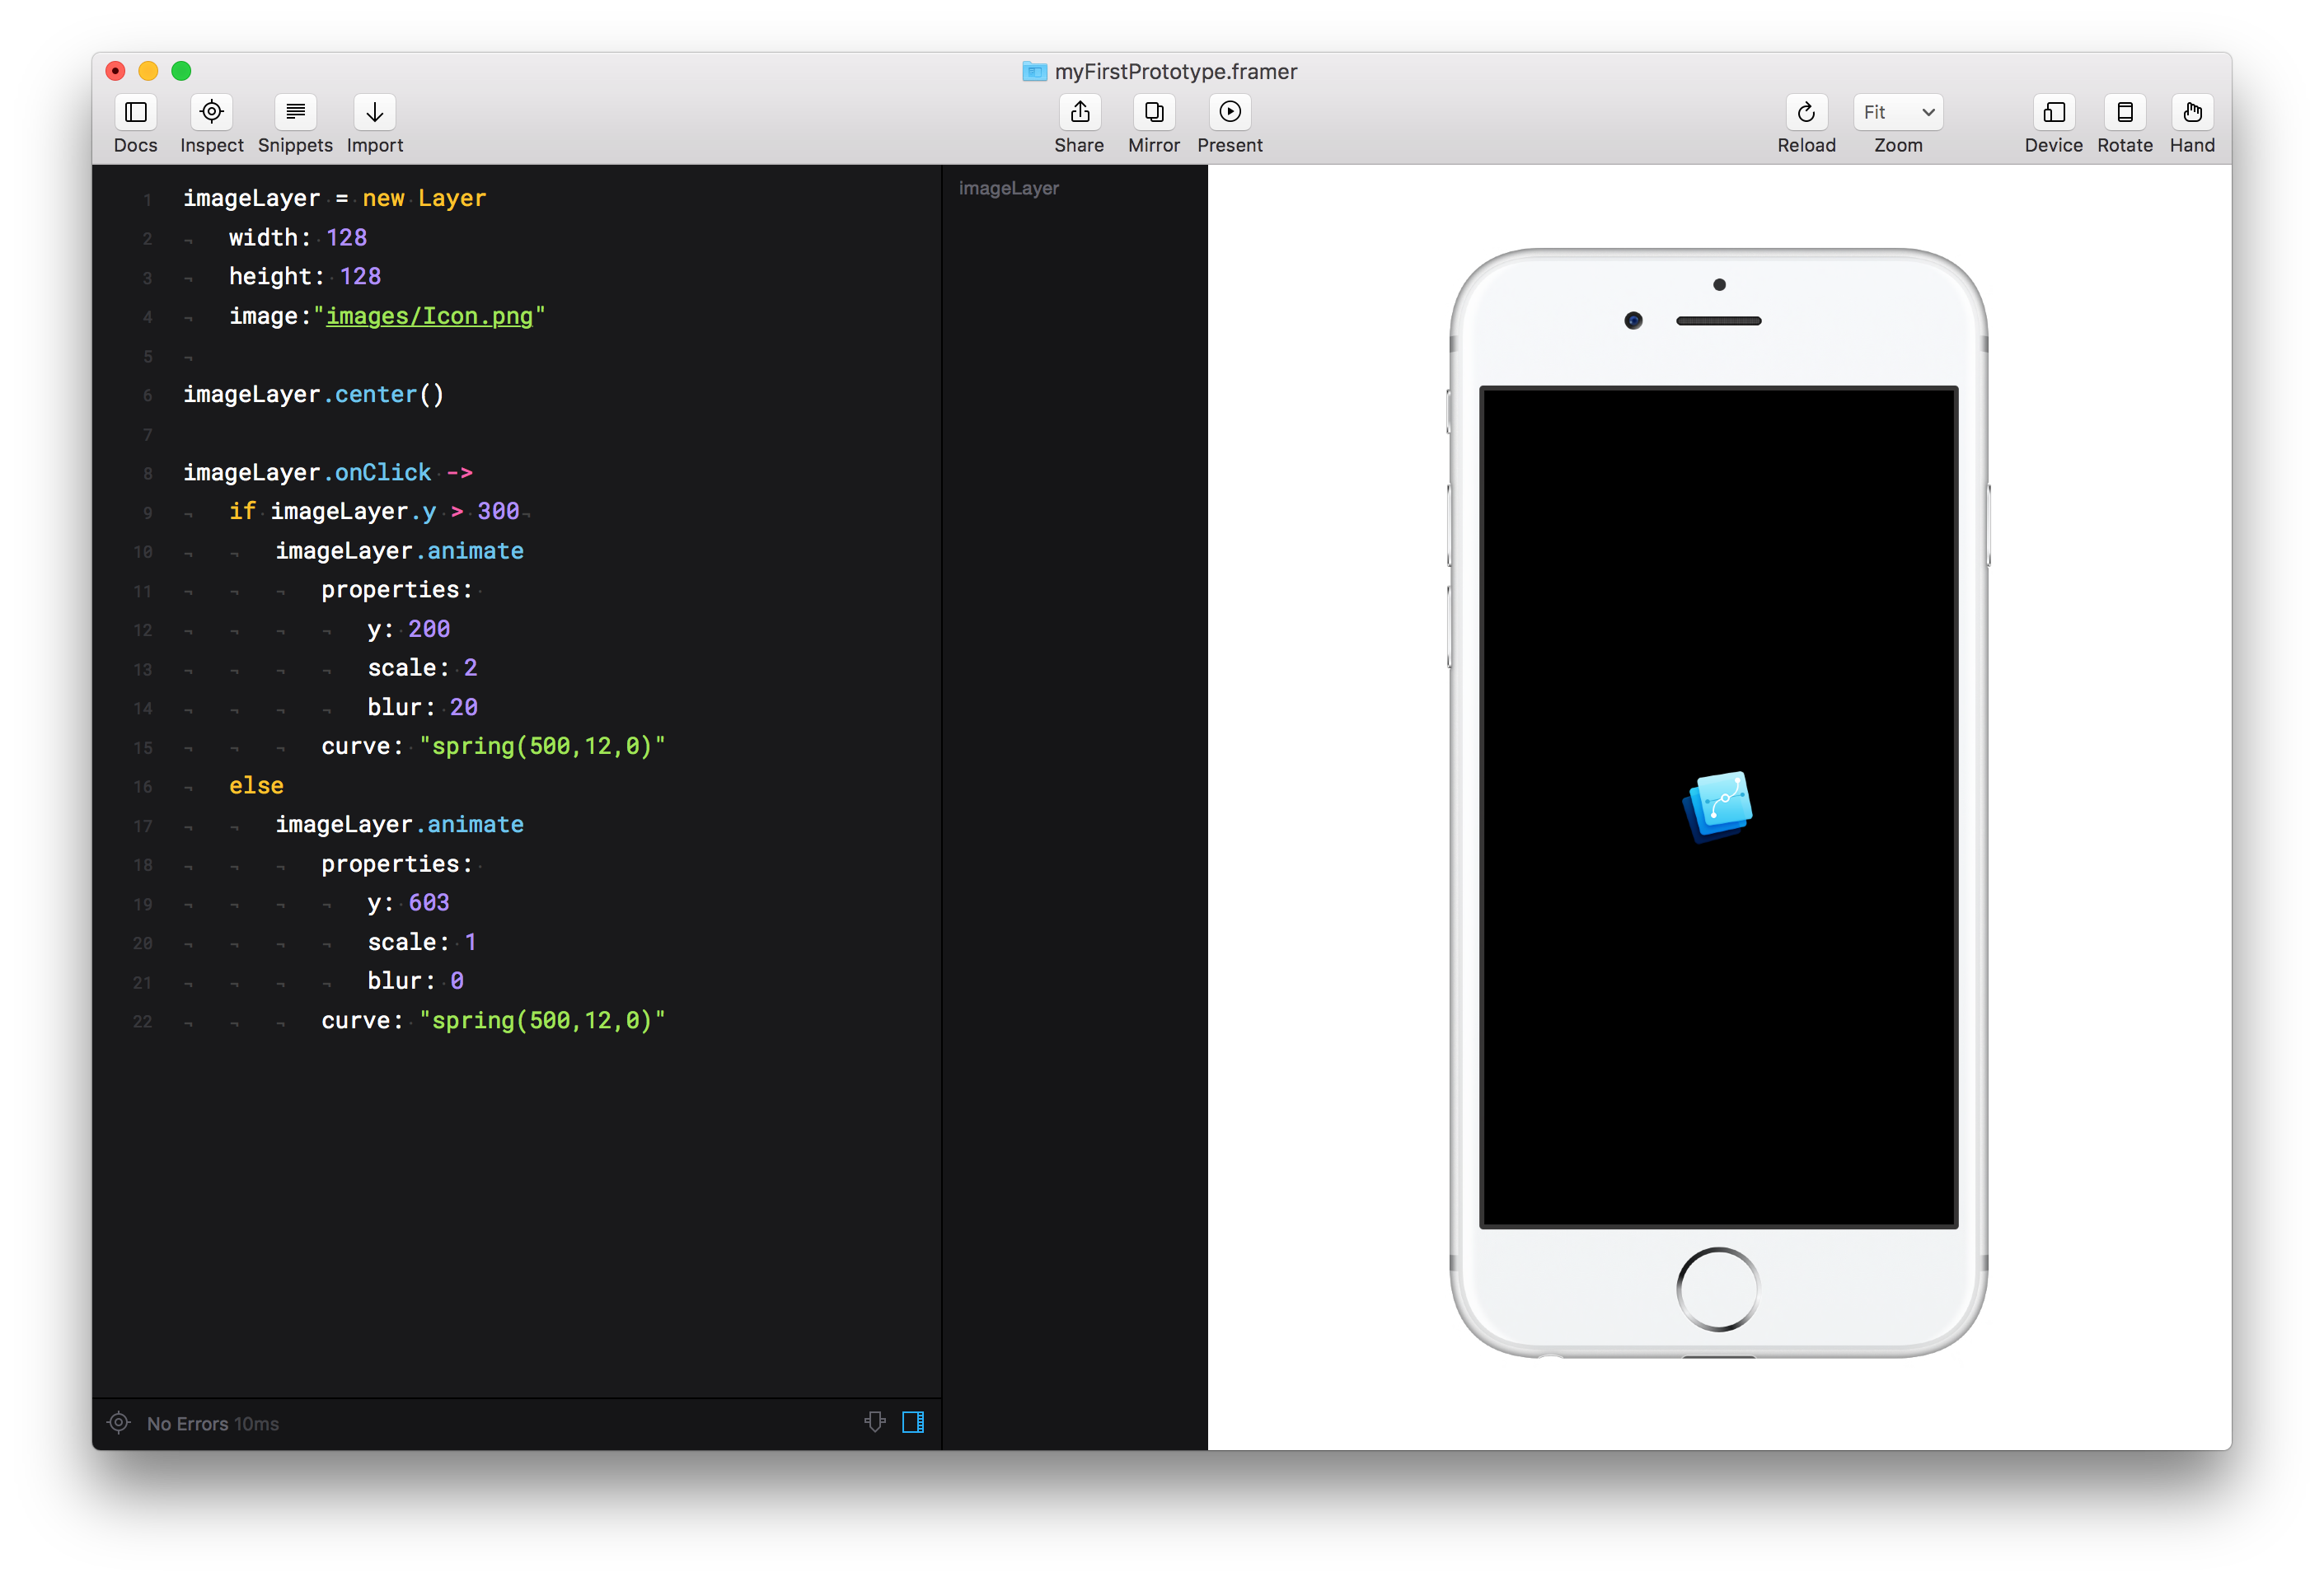 myFirstPrototype.framer
Docs Inspect Snippets Import Share Mirror Present Reload Fit Zoom Device Rotate Hand
1 imageLayer = new Layer
2 width: 128
3 height: 128
4 image:"images/Icon.png"
5
6 imageLayer.center()
7
8 imageLayer.onClick ->
9 if imageLayer.y > 300
10 imageLayer.animate
11 properties:
12 y: 200
13 scale: 2
14 blur: 20
15 curve: "spring(500,12,0)"
16 else
17 imageLayer.animate
18 properties:
19 y: 603
20 scale: 1
21 blur: 0
22 curve: "spring(500,12,0)"
No Errors 10ms
imageLayer